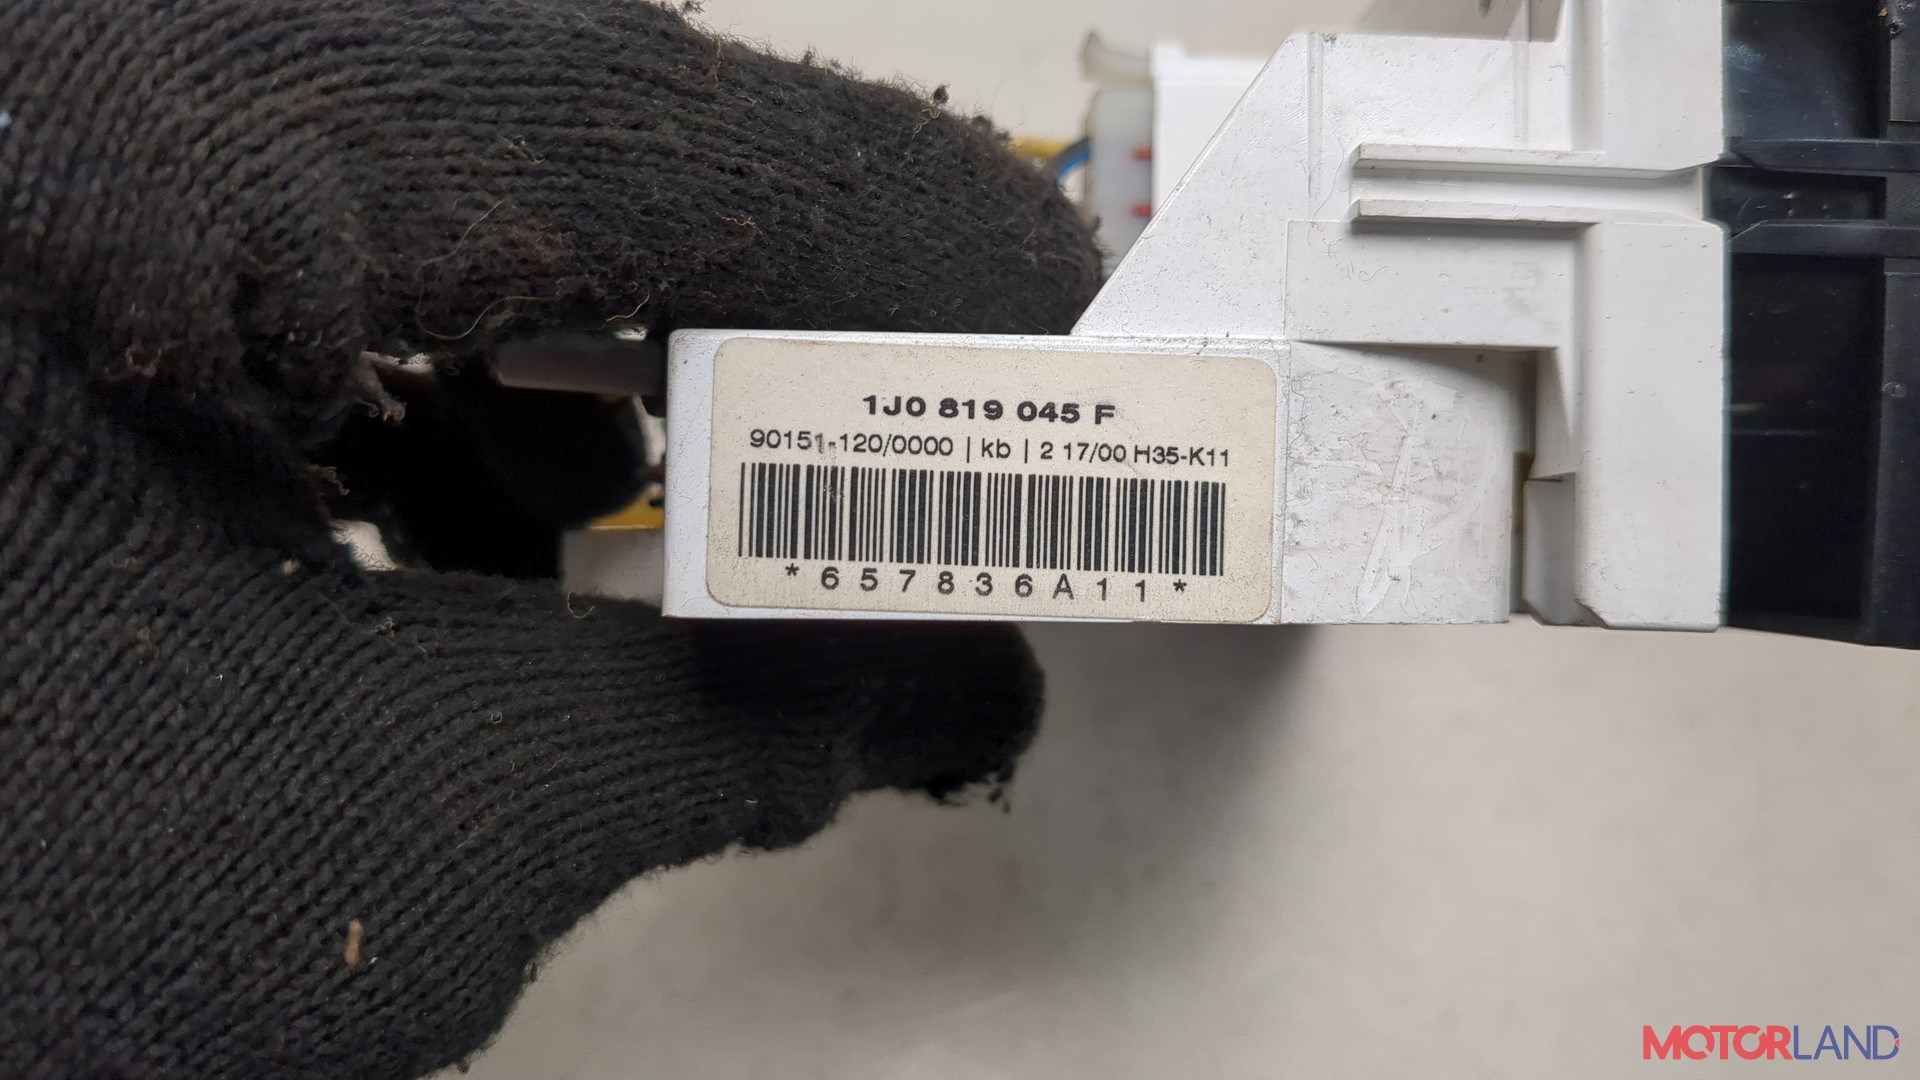 1J0 819 045 F
90151-120/0000 | kb | 2 17/00 H35-K11
*657836A11*
MOTORLAND